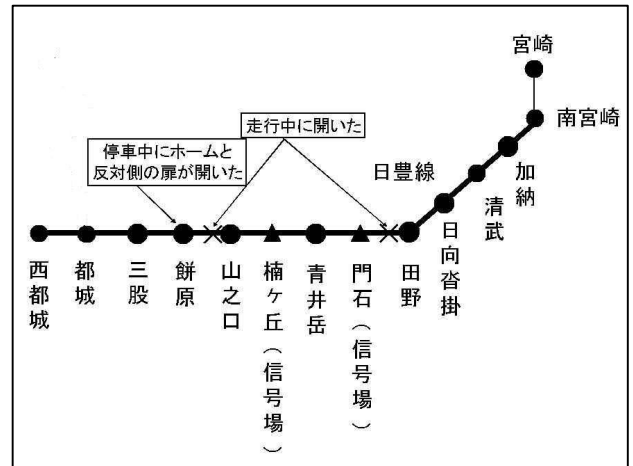 宮崎
南宮崎
走行中に開いた
停車中にホームと
反対側の扉が開いた
日豊線
加納
清武
日向沓掛
西都城
都城
三股
餅原
山之口
楠ヶ丘(信号場)
青井岳
門石(信号場)
田野